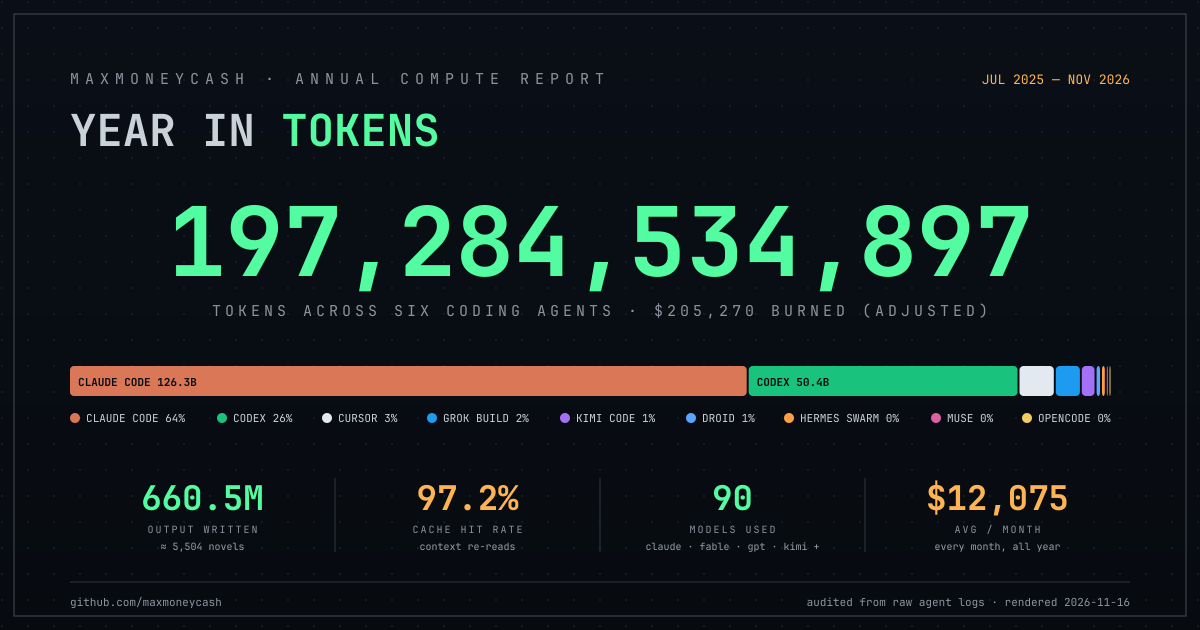 MAXMONEYCASH · ANNUAL COMPUTE REPORT
JUL 2025 — NOV 2026
YEAR IN TOKENS
197,284,534,897
TOKENS ACROSS SIX CODING AGENTS · $205,270 BURNED (ADJUSTED)
CLAUDE CODE 126.3B CODEX 50.4B
CLAUDE CODE 64% CODEX 26% CURSOR 3% GROK BUILD 2% KIMI CODE 1% DROID 1% HERMES SWARM 0% MUSE 0% OPENCODE 0%
660.5M 97.2% 90 $12,075
OUTPUT WRITTEN CACHE HIT RATE MODELS USED AVG / MONTH
≈ 5,504 novels context re-reads claude · fable · gpt · kimi + every month, all year
github.com/maxmoneycash audited from raw agent logs · rendered 2026-11-16